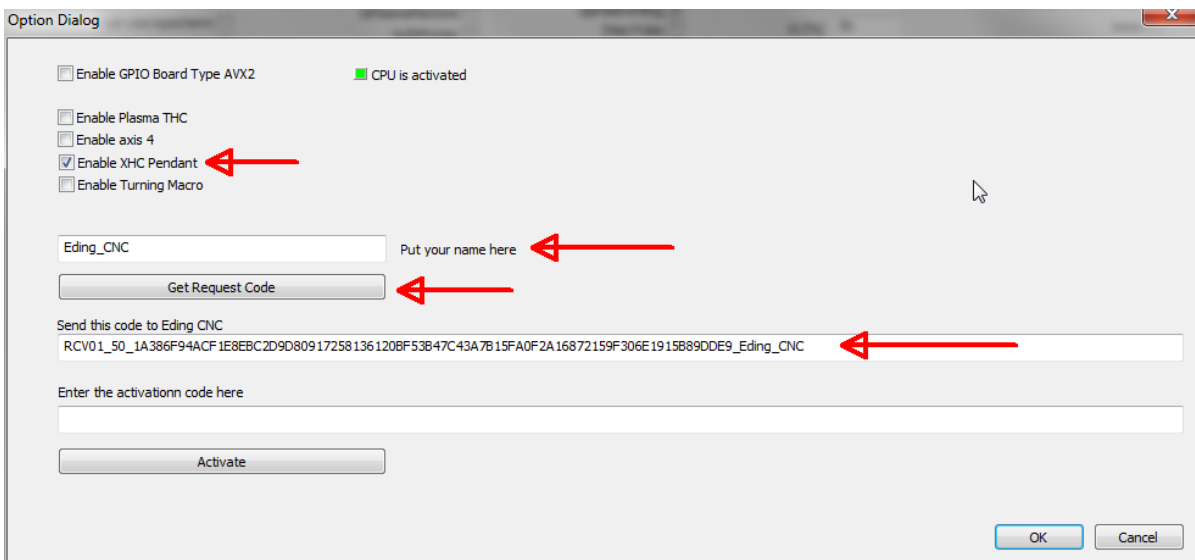 Option Dialog
Enable GPIO Board Type AVX2
CPU is activated
Enable Plasma THC
Enable axis 4
Enable XHC Pendant
Enable Turning Macro
Eding_CNC
Put your name here
Get Request Code
Send this code to Eding CNC
RCV01_50_1A386F94ACF1E8EBC2D9D80917258136120BF53B47C43A7B15FA0F2A16872159F306E1915B89DDE9_Eding_CNC
Enter the activationn code here
Activate
OK
Cancel